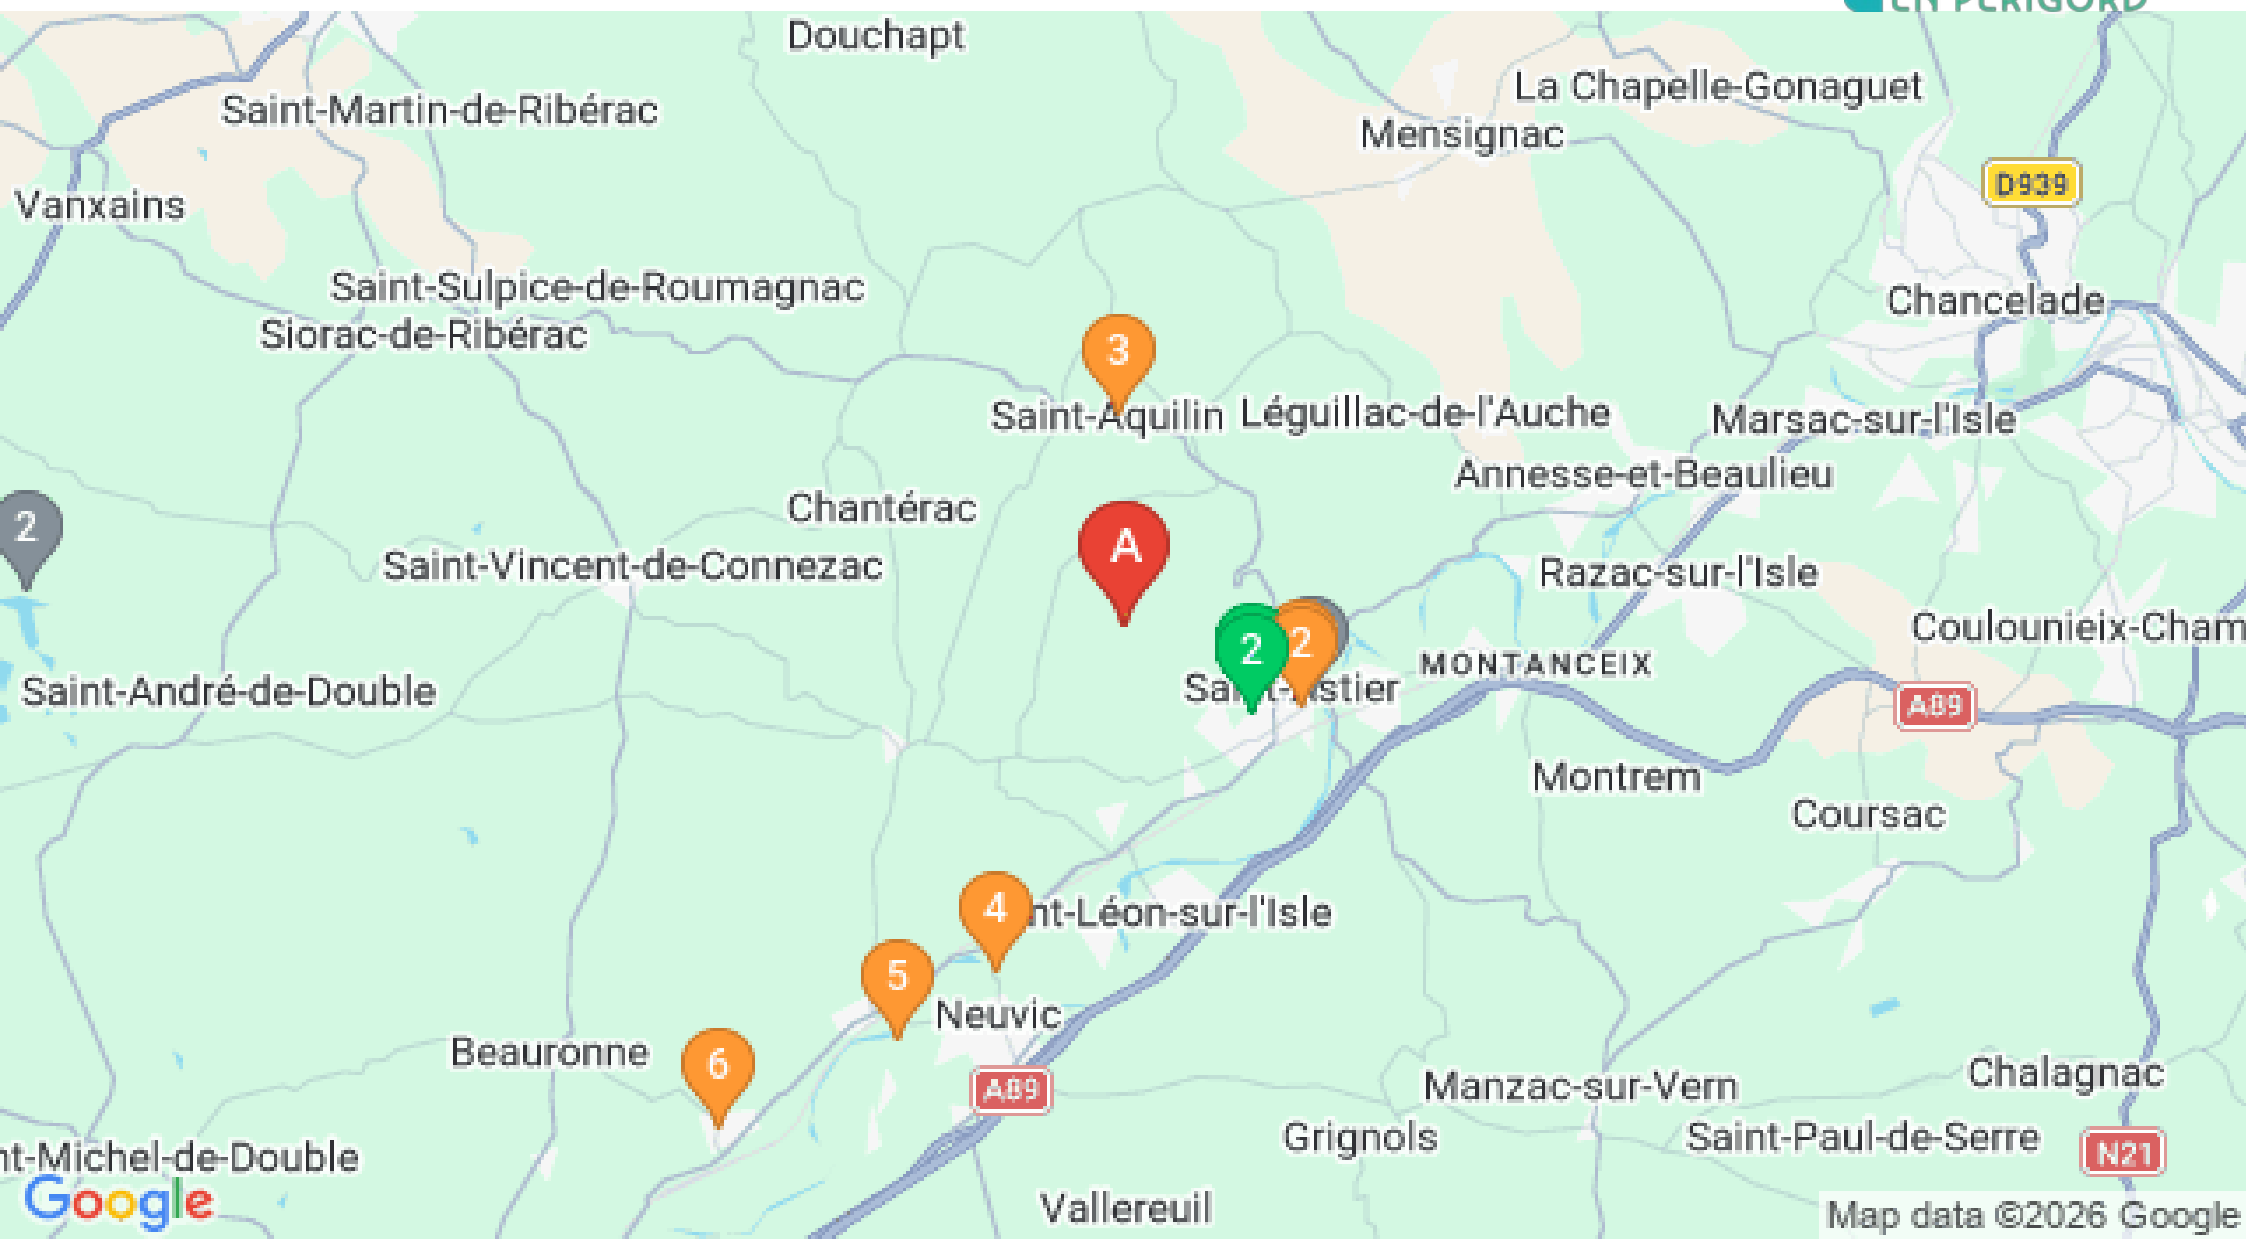 EN PÉRIGORD
Douchapt
La Chapelle-Gonaguet
Saint-Martin-de-Ribérac
Mensignac
D939
Vanxains
Saint-Sulpice-de-Roumagnac
Chancelade
Siorac-de-Ribérac
3
Saint-Aquilin
Léguillac-de-l'Auche
Marsac-sur-l'Isle
Annesse-et-Beaulieu
Chantérac
2
A
Saint-Vincent-de-Connezac
Razac-sur-l'Isle
Coulounieix-Cham
2
2
MONTANCEIX
Saint-Astier
Saint-André-de-Double
A89
Montrem
Coursac
4
nt-Léon-sur-l'Isle
5
Neuvic
Beauronne
6
A89
Manzac-sur-Vern
Chalagnac
Grignols
Saint-Paul-de-Serre
N21
nt-Michel-de-Double
Google
Vallereuil
Map data ©2026 Google